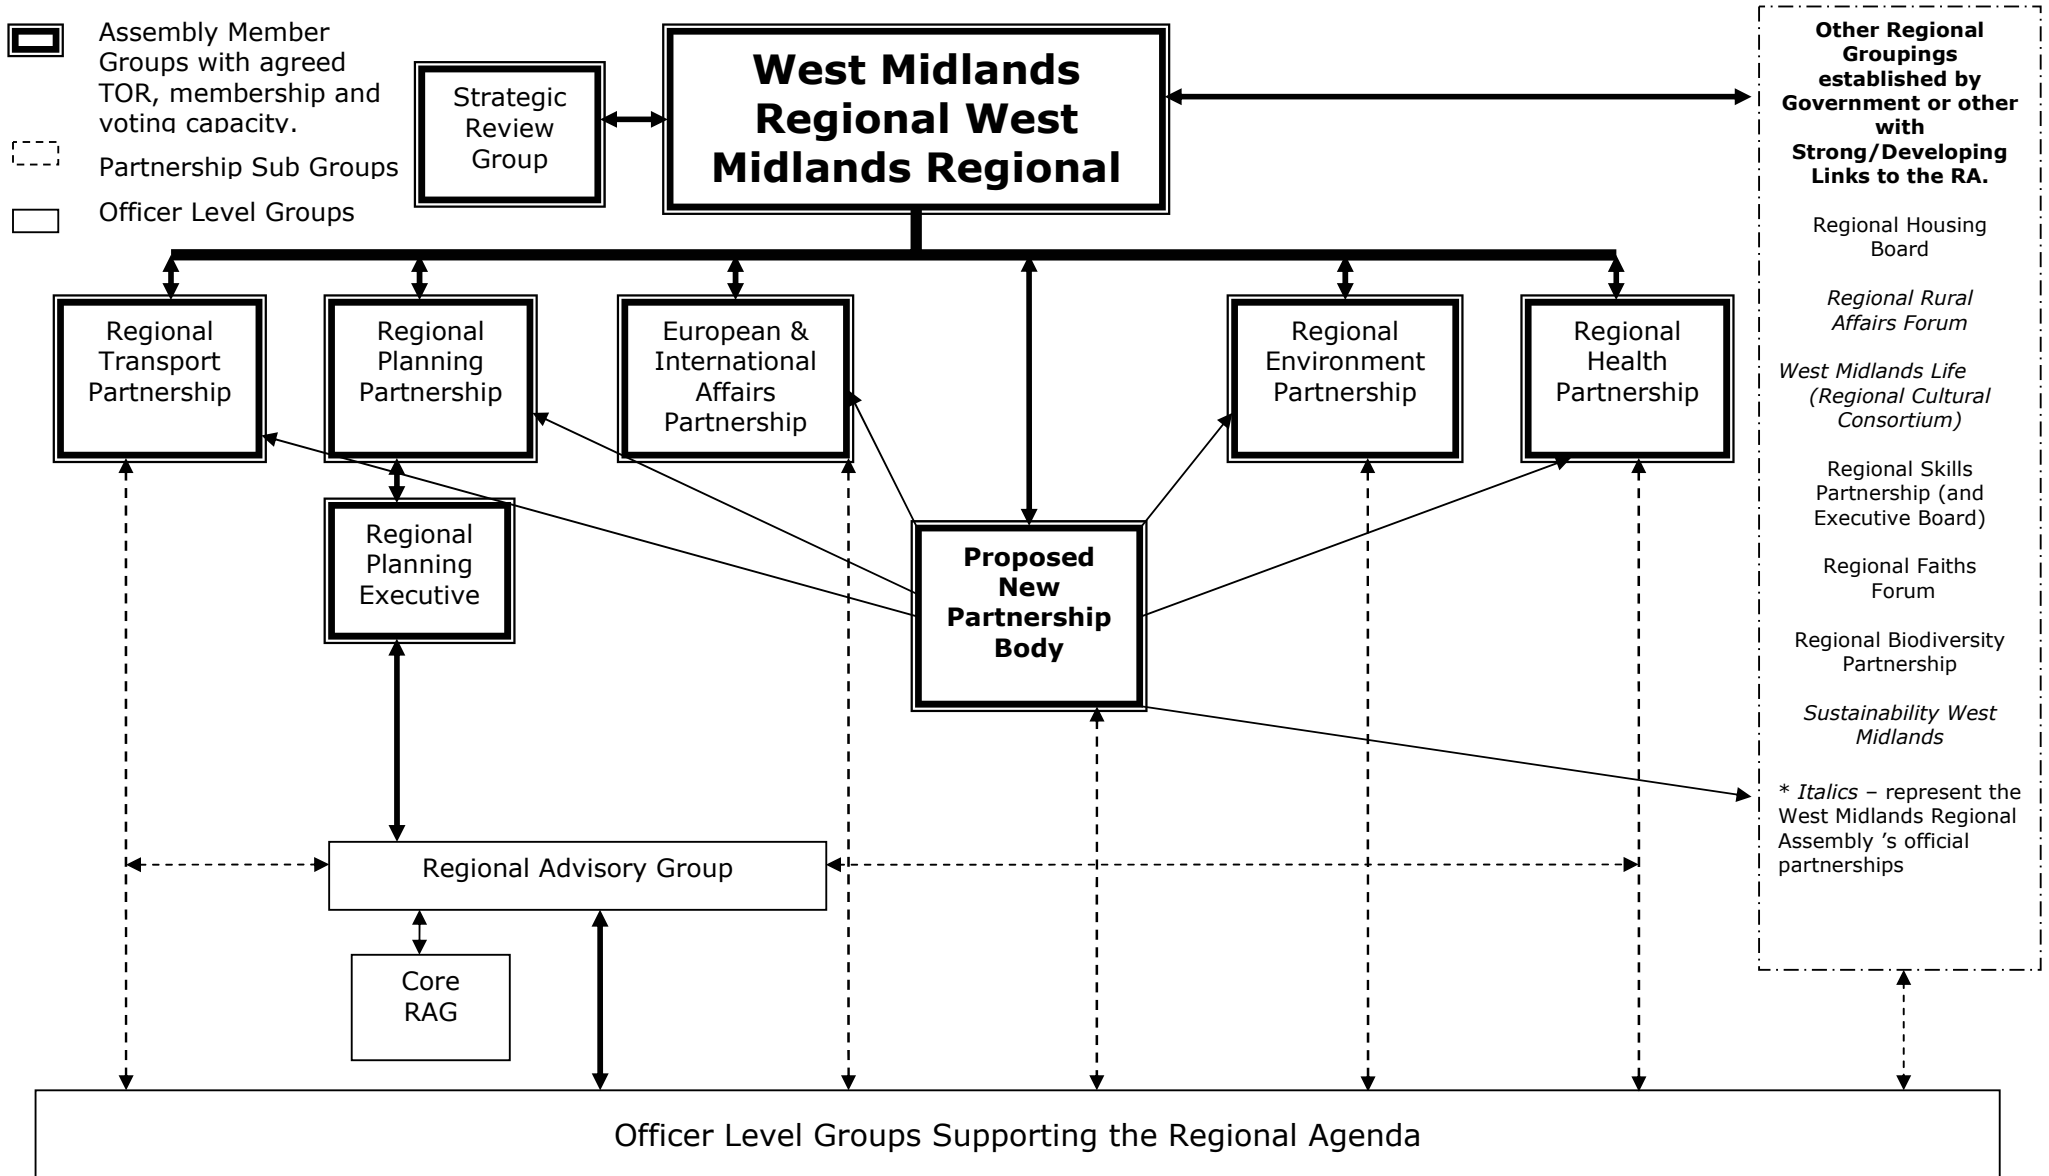 Assembly Member
Groups with agreed
TOR, membership and
voting capacity.
Partnership Sub Groups
Officer Level Groups
Strategic
Review
Group
West Midlands
Regional West
Midlands Regional
Regional
Transport
Partnership
Regional
Planning
Partnership
European &
International
Affairs
Partnership
Regional
Environment
Partnership
Regional
Health
Partnership
Regional
Planning
Executive
Proposed
New
Partnership
Body
Regional Advisory Group
Core
RAG
Officer Level Groups Supporting the Regional Agenda
Other Regional
Groupings
established by
Government or other
with
Strong/Developing
Links to the RA.
Regional Housing
Board
Regional Rural
Affairs Forum
West Midlands Life
(Regional Cultural
Consortium)
Regional Skills
Partnership (and
Executive Board)
Regional Faiths
Forum
Regional Biodiversity
Partnership
Sustainability West
Midlands
* Italics – represent the
West Midlands Regional
Assembly ’s official
partnerships